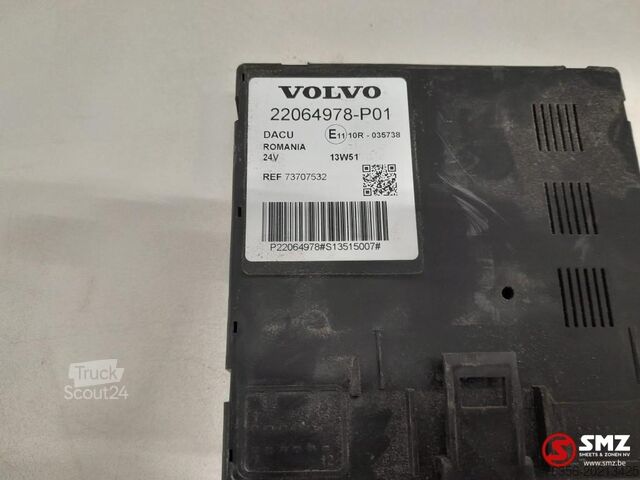 VOLVO
22064978-P01
DACU E11 10R - 035738
ROMANIA
24V 13W51
REF 73707532
P22064978#S13515007#
Truck
Scout24
SMZ
SHEETS & ZONEN NV
www.smz.be